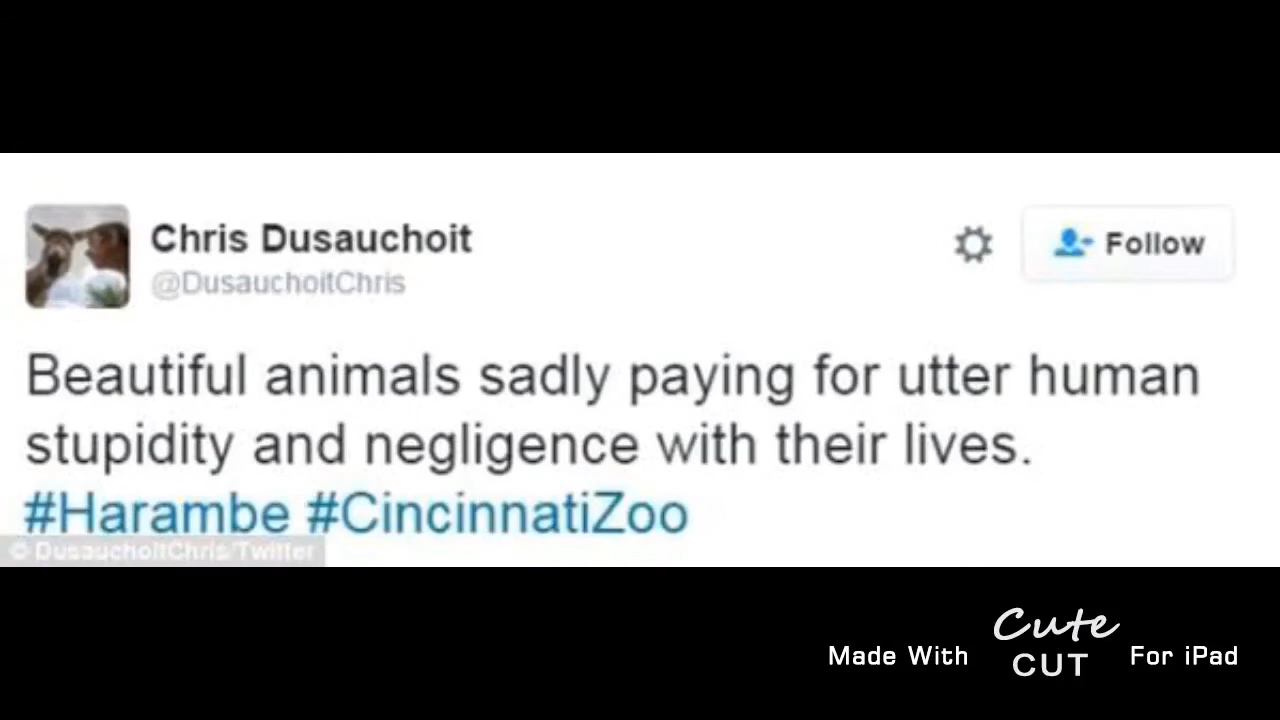 Chris Dusauchoit
@DusauchoitChris
Follow
Beautiful animals sadly paying for utter human
stupidity and negligence with their lives.
#Harambe #CincinnatiZoo
© DusauchoitChris/Twitter
Made With Cute CUT For iPad